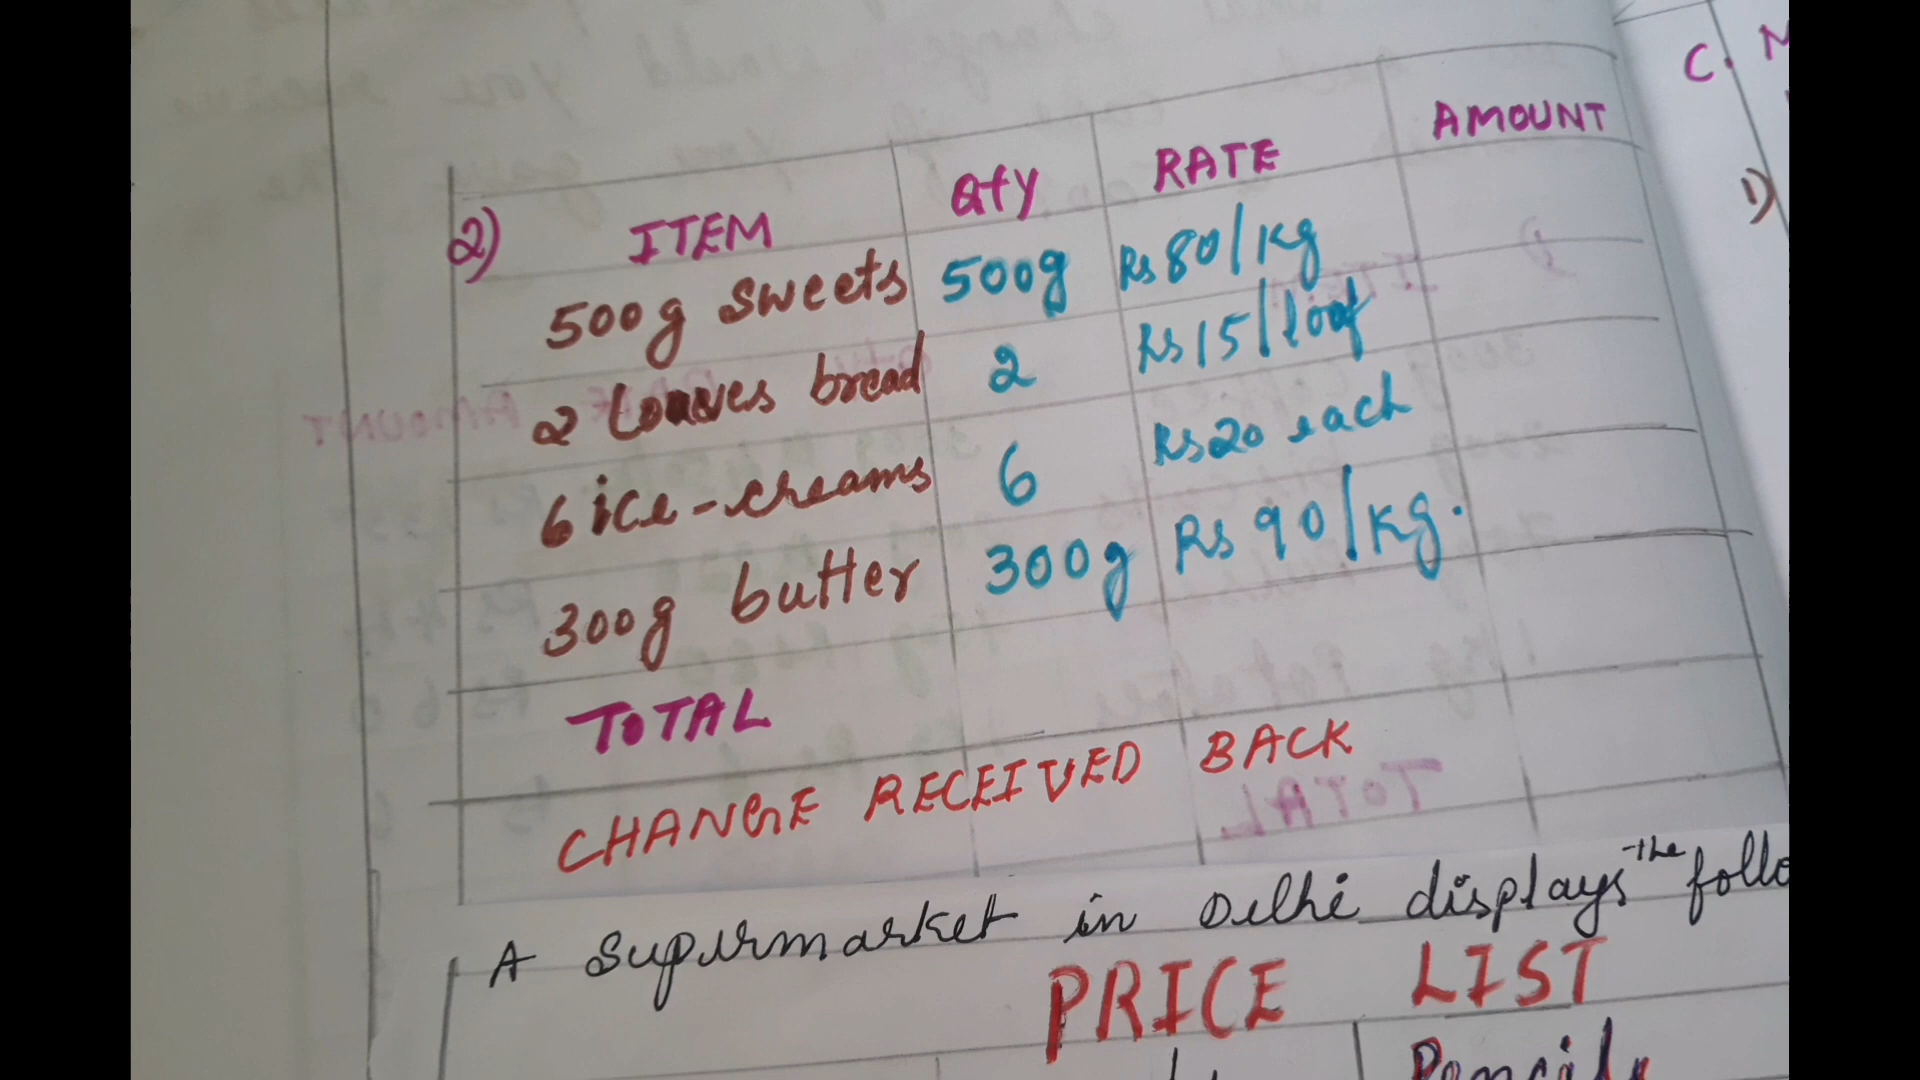 2) ITEM Qty RATE AMOUNT
500g sweets 500g Rs 80/kg
2 loaves bread 2 Rs 15/loaf
6 ice-creams 6 Rs 20 each
300g butter 300g Rs 90/kg.
TOTAL
CHANGE RECEIVED BACK
A supermarket in Delhi displays the follo
PRICE LIST
Pencils
C.
1)